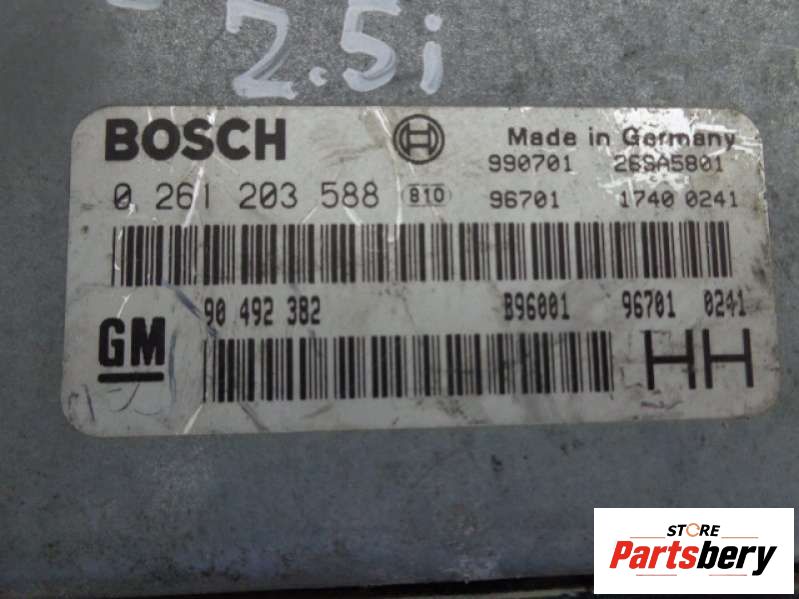 2.5i
BOSCH Made in Germany
990701 26SA5801
0 261 203 588 810 96701 1740 0241
90 492 382 B96001 96701 0241
GM HH
STORE
Partsbery